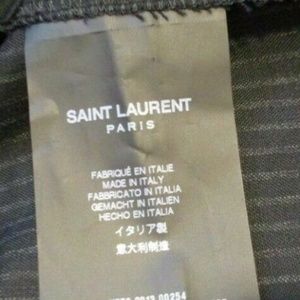 SAINT LAURENT
PARIS
FABRIQUÉ EN ITALIE
MADE IN ITALY
FABBRICATO IN ITALIA
GEMACHT IN ITALIEN
HECHO EN ITALIA
イタリア製
意大利制造
00254